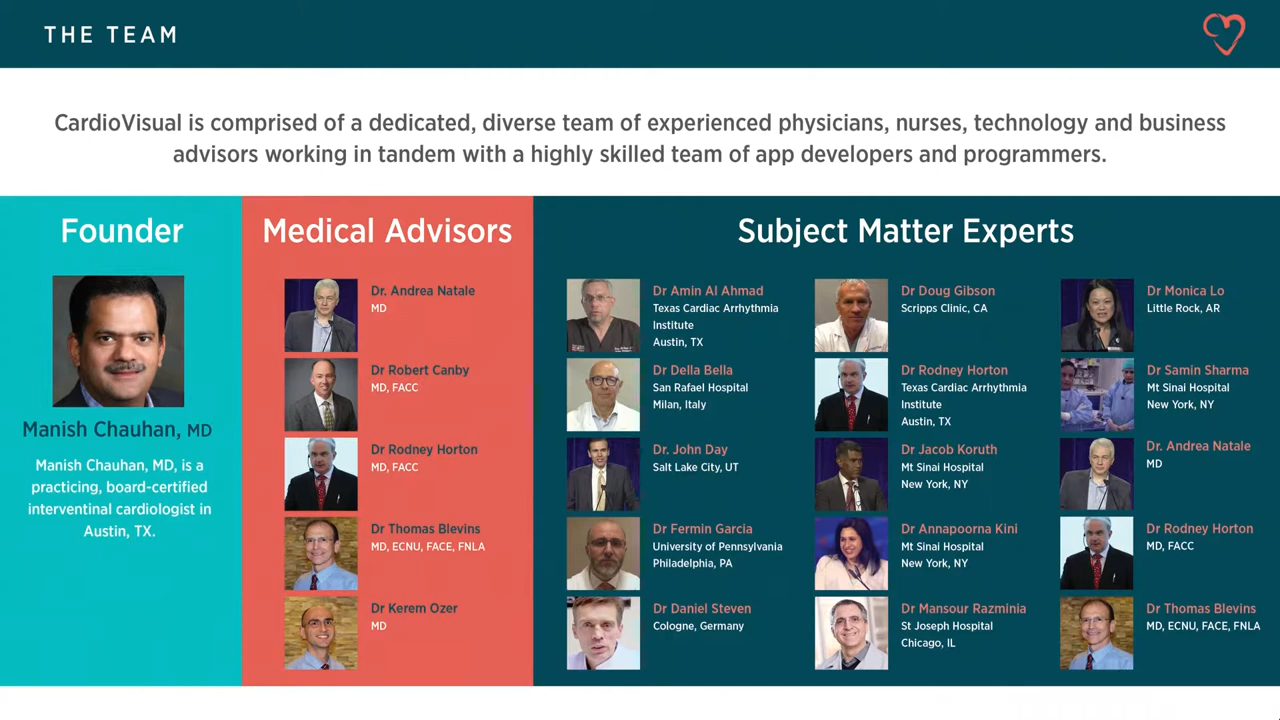 THE TEAM
CardioVisual is comprised of a dedicated, diverse team of experienced physicians, nurses, technology and business
advisors working in tandem with a highly skilled team of app developers and programmers.
Founder
Manish Chauhan, MD
Manish Chauhan, MD, is a
practicing, board-certified
interventinal cardiologist in
Austin, TX.
Medical Advisors
Dr. Andrea Natale
MD
Dr Robert Canby
MD, FACC
Dr Rodney Horton
MD, FACC
Dr Thomas Blevins
MD, ECNU, FACE, FNLA
Dr Kerem Ozer
MD
Subject Matter Experts
Dr Amin Al Ahmad
Texas Cardiac Arrhythmia
Institute
Austin, TX
Dr Della Bella
San Rafael Hospital
Milan, Italy
Dr. John Day
Salt Lake City, UT
Dr Fermin Garcia
University of Pennsylvania
Philadelphia, PA
Dr Daniel Steven
Cologne, Germany
Dr Doug Gibson
Scripps Clinic, CA
Dr Rodney Horton
Texas Cardiac Arrhythmia
Institute
Austin, TX
Dr Jacob Koruth
Mt Sinai Hospital
New York, NY
Dr Annapoorna Kini
Mt Sinai Hospital
New York, NY
Dr Mansour Razminia
St Joseph Hospital
Chicago, IL
Dr Monica Lo
Little Rock, AR
Dr Samin Sharma
Mt Sinai Hospital
New York, NY
Dr. Andrea Natale
MD
Dr Rodney Horton
MD, FACC
Dr Thomas Blevins
MD, ECNU, FACE, FNLA